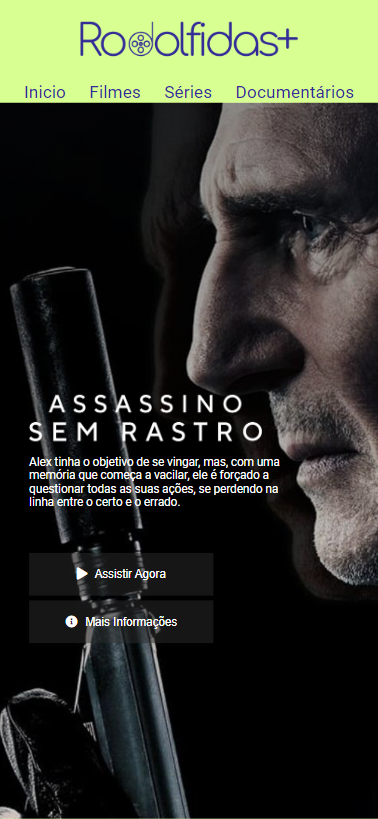 Rodolfidas+
Inicio Filmes Séries Documentários
ASSASSINO
SEM RASTRO
Alex tinha o objetivo de se vingar, mas, com uma
memória que começa a vacilar, ele é forçado a
questionar todas as suas ações, se perdendo na
linha entre o certo e o errado.
Assistir Agora
Mais Informações